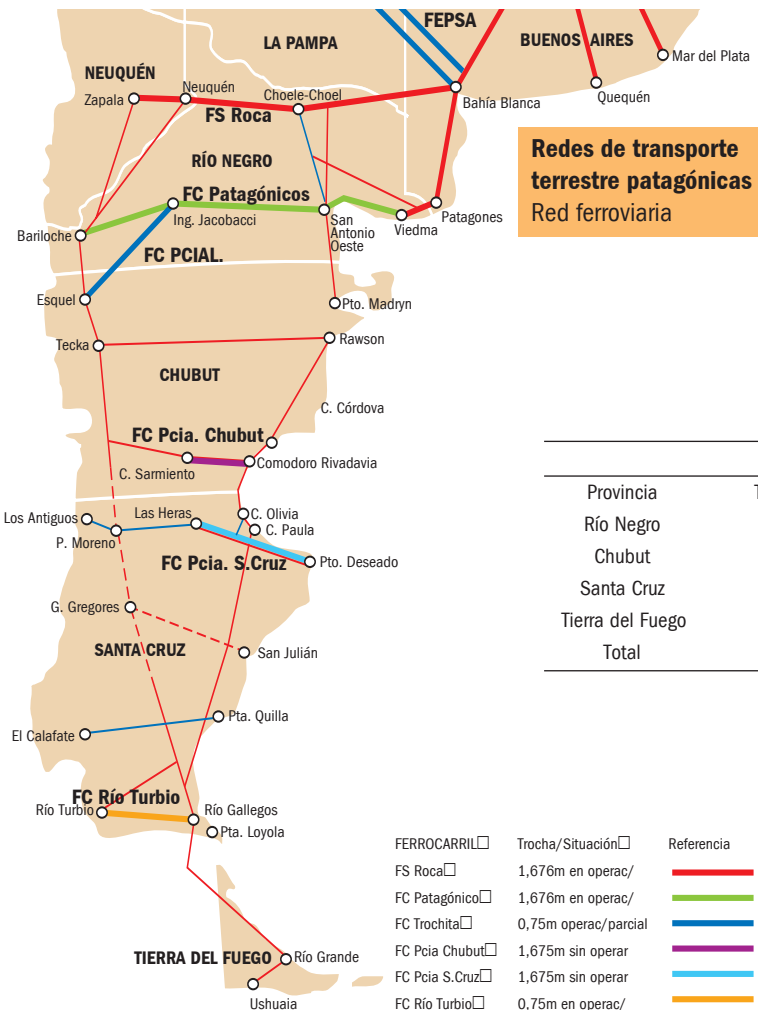 FEPSA
LA PAMPA
BUENOS AIRES
Mar del Plata
NEUQUÉN
Neuquén
Zapala
Choele-Choel
Bahía Blanca
Quequén
FS Roca
Redes de transporte
terrestre patagónicas
Red ferroviaria
RÍO NEGRO
FC Patagónicos
Ing. Jacobacci
San
Antonio
Oeste
Viedma
Patagones
Bariloche
FC PCIAL.
Esquel
Pto. Madryn
Tecka
Rawson
CHUBUT
C. Córdova
FC Pcia. Chubut
C. Sarmiento
Comodoro Rivadavia
Provincia T
Río Negro
Chubut
Santa Cruz
Tierra del Fuego
Total
Los Antiguos
Las Heras
C. Olivia
C. Paula
P. Moreno
FC Pcia. S.Cruz
Pto. Deseado
G. Gregores
SANTA CRUZ
San Julián
Pta. Quilla
El Calafate
FC Río Turbio
Río Turbio
Río Gallegos
Pta. Loyola
FERROCARRIL□ Trocha/Situación□ Referencia
FS Roca□ 1,676m en operac/
FC Patagónico□ 1,676m en operac/
FC Trochita□ 0,75m operac/parcial
FC Pcia Chubut□ 1,675m sin operar
FC Pcia S.Cruz□ 1,675m sin operar
FC Río Turbio□ 0,75m en operac/
TIERRA DEL FUEGO
Río Grande
Ushuaia